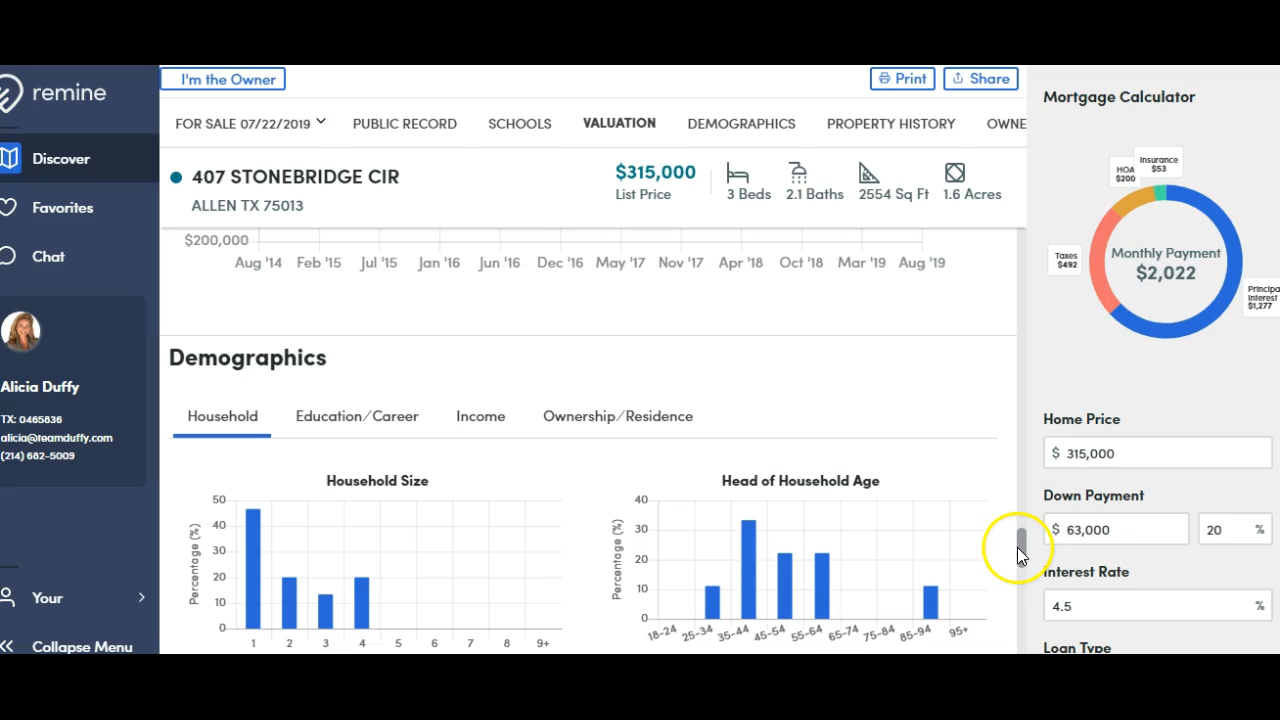 remine
Discover
Favorites
Chat
Alicia Duffy
TX: 0465836
alicia@teamduffy.com
(214) 682-5009
Your
Collapse Menu
I'm the Owner
Print
Share
FOR SALE 07/22/2019
PUBLIC RECORD
SCHOOLS
VALUATION
DEMOGRAPHICS
PROPERTY HISTORY
OWNE
407 STONEBRIDGE CIR
ALLEN TX 75013
$315,000
List Price
3 Beds
2.1 Baths
2554 Sq Ft
1.6 Acres
$200,000
Aug '14 Feb '15 Jul '15 Jan '16 Jun '16 Dec '16 May '17 Nov '17 Apr '18 Oct '18 Mar '19 Aug '19
Demographics
Household
Education/Career
Income
Ownership/Residence
Household Size
Percentage (%)
50
40
30
20
10
0
1 2 3 4 5 6 7 8 9+
Head of Household Age
Percentage (%)
40
30
20
10
0
18-24 25-34 35-44 45-54 55-64 65-74 75-84 85-94 95+
Mortgage Calculator
Insurance
$53
HOA
$200
Taxes
$492
Monthly Payment
$2,022
Principa
Interest
$1,277
Home Price
$ 315,000
Down Payment
$ 63,000
20 %
Interest Rate
4.5 %
Loan Type